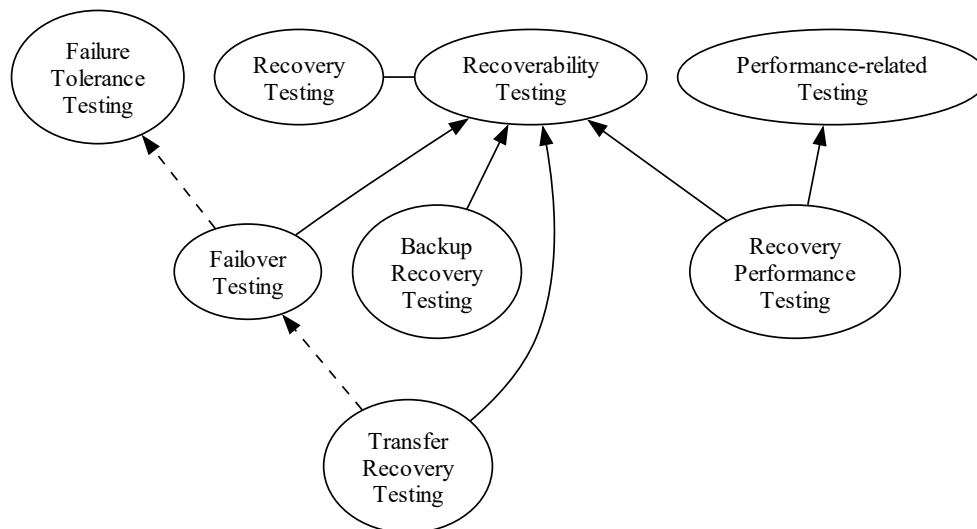 Failure
Tolerance
Testing
Recovery
Testing
Recoverability
Testing
Performance-related
Testing
Failover
Testing
Backup
Recovery
Testing
Recovery
Performance
Testing
Transfer
Recovery
Testing